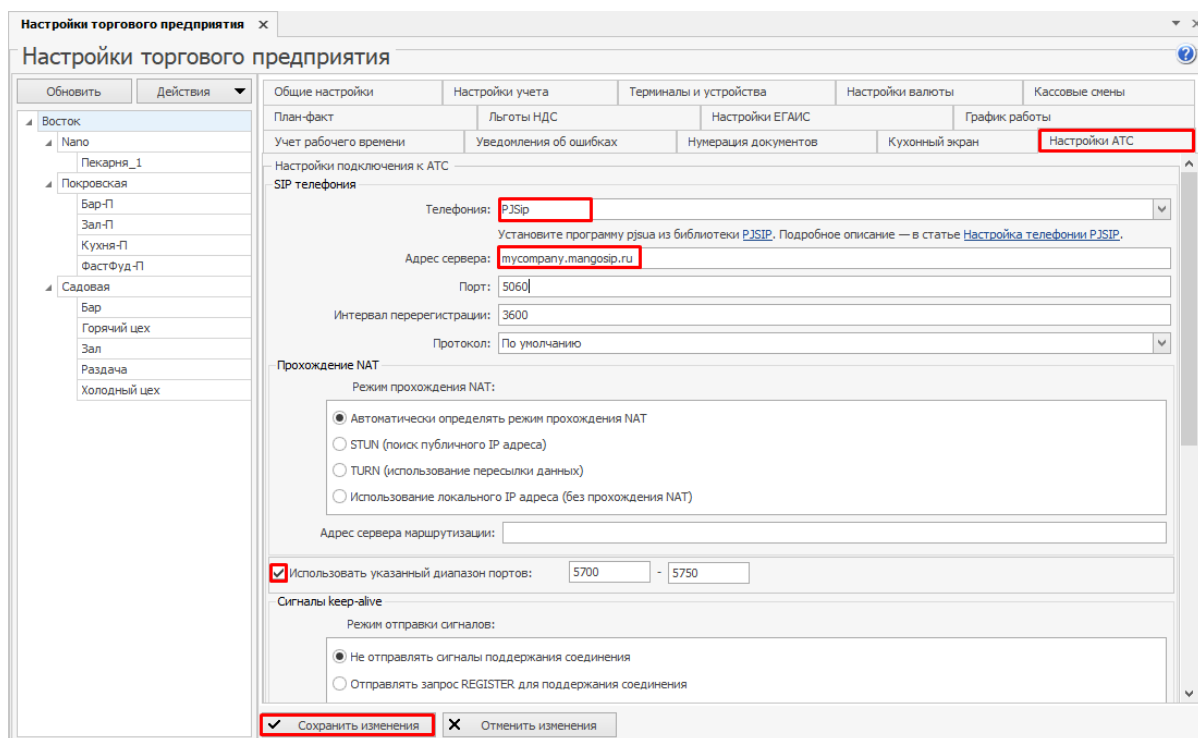 Настройки торгового предприятия
Настройки торгового предприятия
Обновить Действия
Восток
Nano
Пекарня_1
Покровская
Бар-П
Зал-П
Кухня-П
ФастФуд-П
Садовая
Бар
Горячий цех
Зал
Раздача
Холодный цех
Общие настройки Настройки учета Терминалы и устройства Настройки валюты Кассовые смены
План-факт Льготы НДС Настройки ЕГАИС График работы
Учет рабочего времени Уведомления об ошибках Нумерация документов Кухонный экран Настройки АТС
Настройки подключения к АТС
SIP телефония
Телефония: PJSip
Установите программу pjsua из библиотеки PJSIP. Подробное описание — в статье Настройка телефонии PJSIP.
Адрес сервера: mycompany.mangosip.ru
Порт: 5060
Интервал перерегистрации: 3600
Протокол: По умолчанию
Прохождение NAT
Режим прохождения NAT:
Автоматически определять режим прохождения NAT
STUN (поиск публичного IP адреса)
TURN (использование пересылки данных)
Использование локального IP адреса (без прохождения NAT)
Адрес сервера маршрутизации:
Использовать указанный диапазон портов: 5700 - 5750
Сигналы keep-alive
Режим отправки сигналов:
Не отправлять сигналы поддержания соединения
Отправлять запрос REGISTER для поддержания соединения
Сохранить изменения Отменить изменения